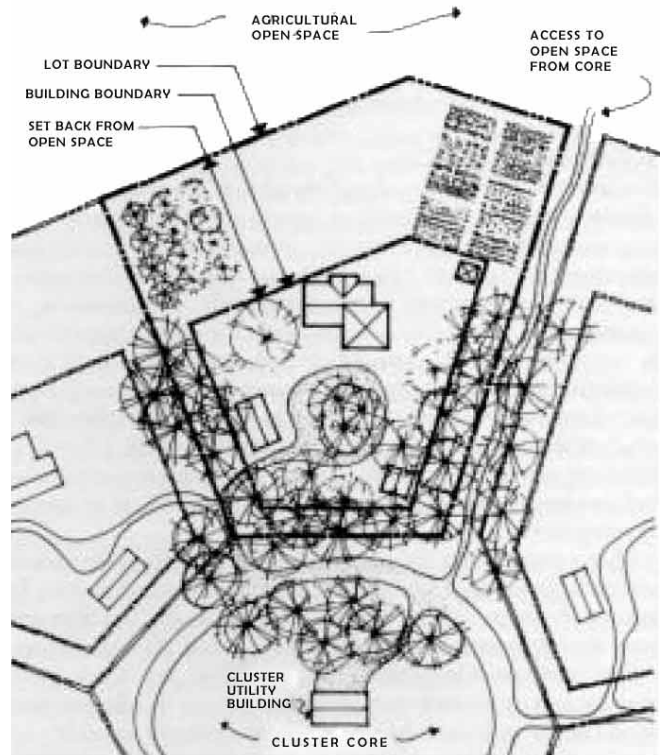 AGRICULTURAL
OPEN SPACE
ACCESS TO
OPEN SPACE
FROM CORE
LOT BOUNDARY
BUILDING BOUNDARY
SET BACK FROM
OPEN SPACE
CLUSTER
UTILITY
BUILDING
CLUSTER CORE